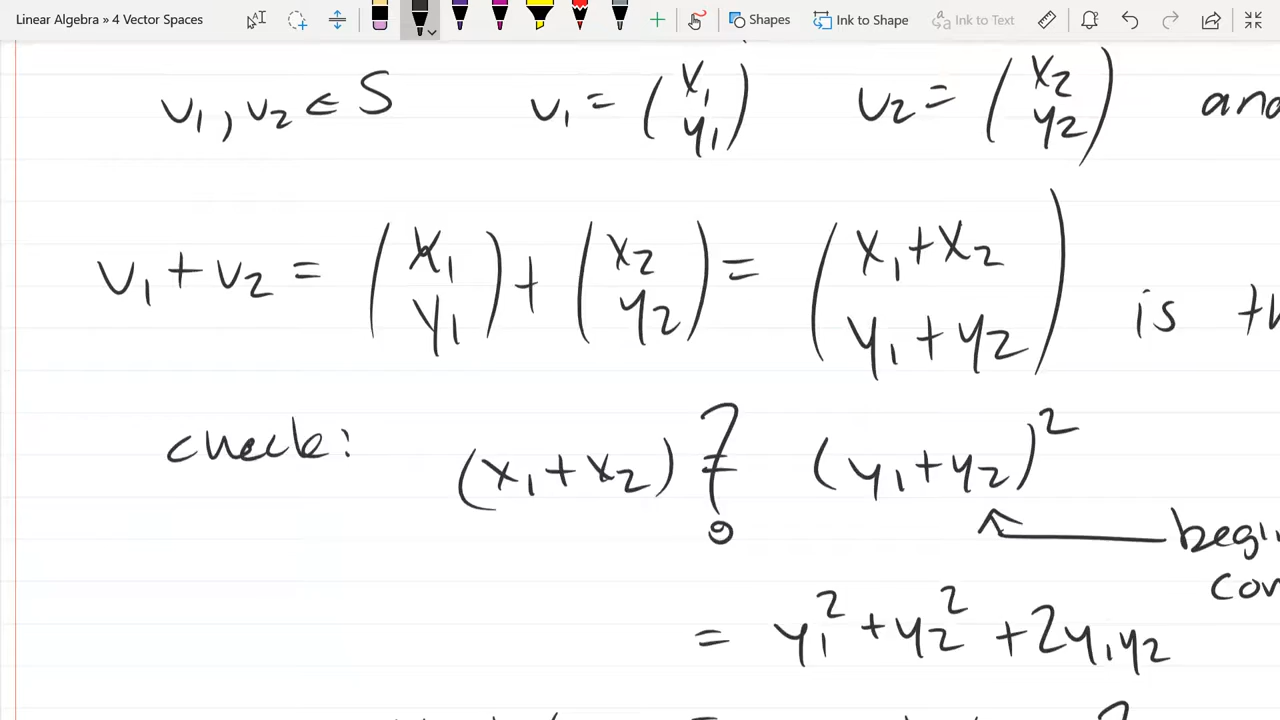 Linear Algebra » 4 Vector Spaces Shapes Ink to Shape Ink to Text
v₁, v₂ ∈ S v₁ = (x₁ y₁) v₂ = (x₂ y₂) and
v₁ + v₂ = (x₁ y₁) + (x₂ y₂) = (x₁+x₂ y₁+y₂) is
check: (x₁+x₂) =? (y₁+y₂)²
= y₁² + y₂² + 2y₁y₂